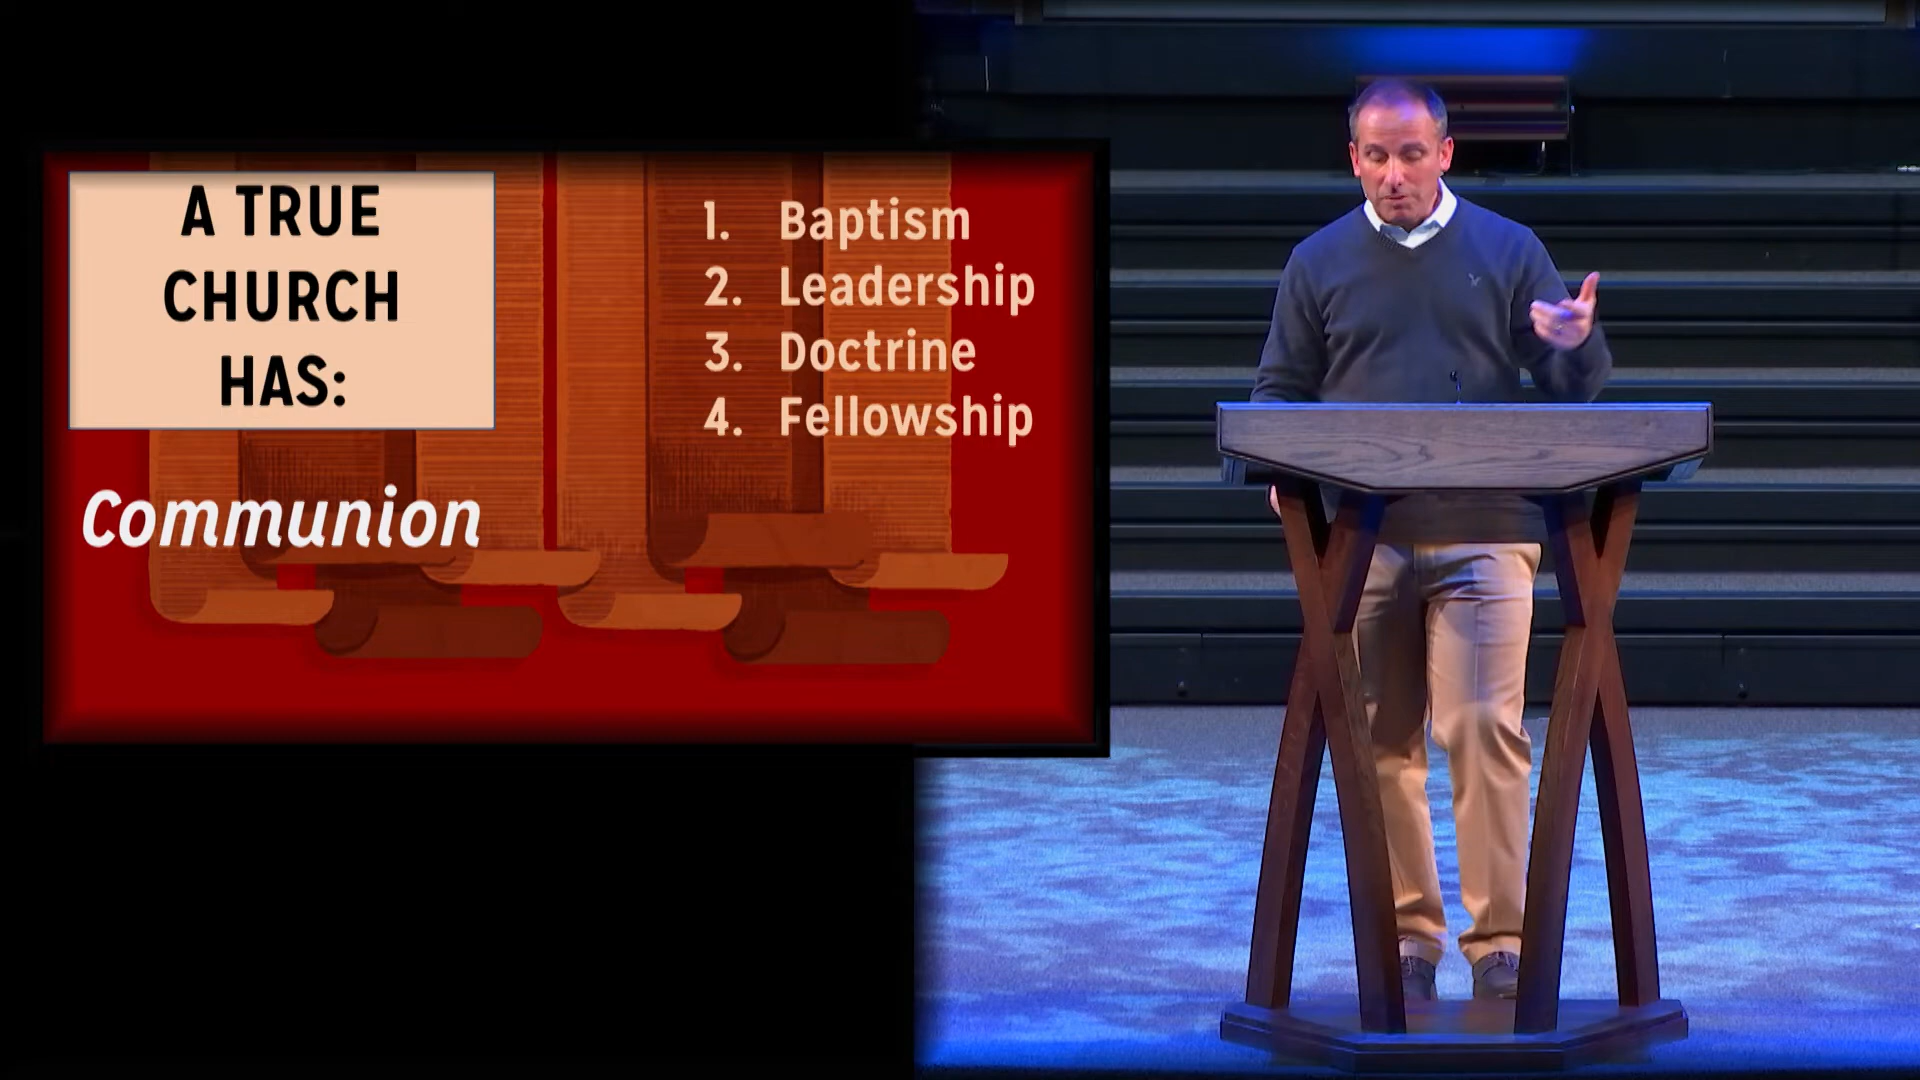 A TRUE
CHURCH
HAS:
Communion
1. Baptism
2. Leadership
3. Doctrine
4. Fellowship